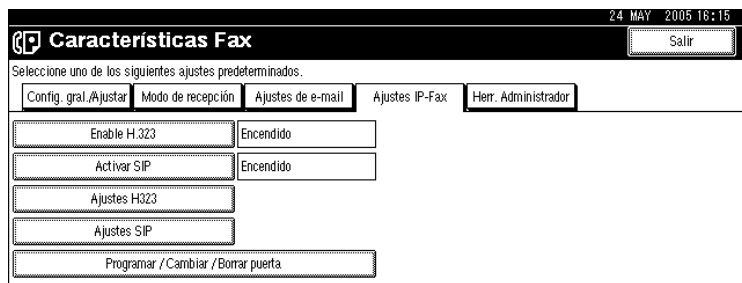 24 MAY 2005 16:15
Características Fax
Salir
Seleccione uno de los siguientes ajustes predeterminados.
Config. gral./Ajustar Modo de recepción Ajustes de e-mail Ajustes IP-Fax Herr. Administrador
Enable H.323 Encendido
Activar SIP Encendido
Ajustes H323
Ajustes SIP
Programar / Cambiar / Borrar puerta